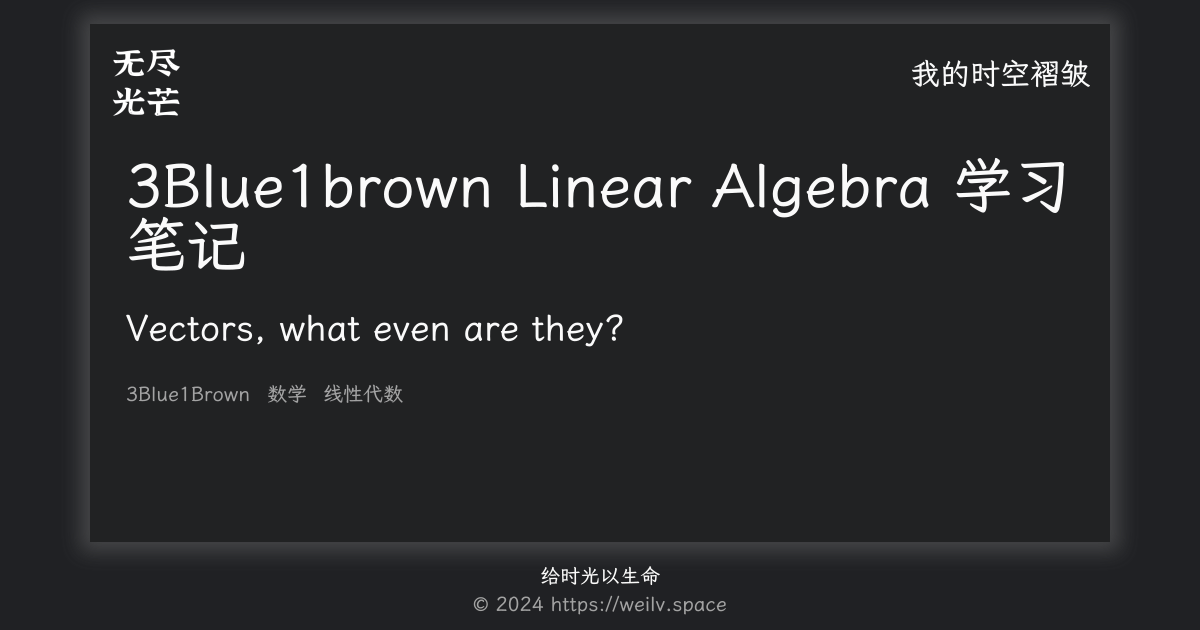 无尽
光芒
我的时空褶皱
3Blue1brown Linear Algebra 学习
笔记
Vectors, what even are they?
3Blue1Brown 数学 线性代数
给时光以生命
© 2024 https://weilv.space